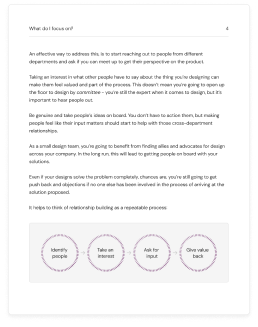 What do I focus on? 4
An effective way to address this, is to start reaching out to people from different
departments and ask if you can meet up to get their perspective on the product.
Taking an interest in what other people have to say about the thing you're designing can
make them feel valued and part of the process. This doesn't mean you're going to open up
the floor to design by committee - you're still the expert when it comes to design, but it's
important to hear people out.
Be genuine and take people's ideas on board. You don't have to action them, but making
people feel like their input matters should start to help with those cross-department
relationships.
As a small design team, you're going to benefit from finding allies and advocates for design
across your company. In the long run, this will lead to getting people on board with your
solutions.
Even if your designs solve the problem completely, chances are, you're still going to get
push back and objections if no one else has been involved in the process of arriving at the
solution proposed.
It helps to think of relationship building as a repeatable process:
Identify
people
Take an
interest
Ask for
input
Give value
back